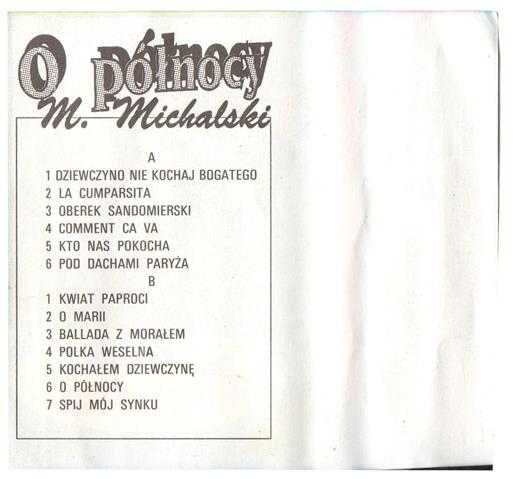 O północy
M. Michalski
A
1 DZIEWCZYNO NIE KOCHAJ BOGATEGO
2 LA CUMPARSITA
3 OBEREK SANDOMIERSKI
4 COMMENT CA VA
5 KTO NAS POKOCHA
6 POD DACHAMI PARYŻA
B
1 KWIAT PAPROCI
2 O MARII
3 BALLADA Z MORAŁEM
4 POLKA WESELNA
5 KOCHAŁEM DZIEWCZYNĘ
6 O PÓŁNOCY
7 SPIJ MÓJ SYNKU